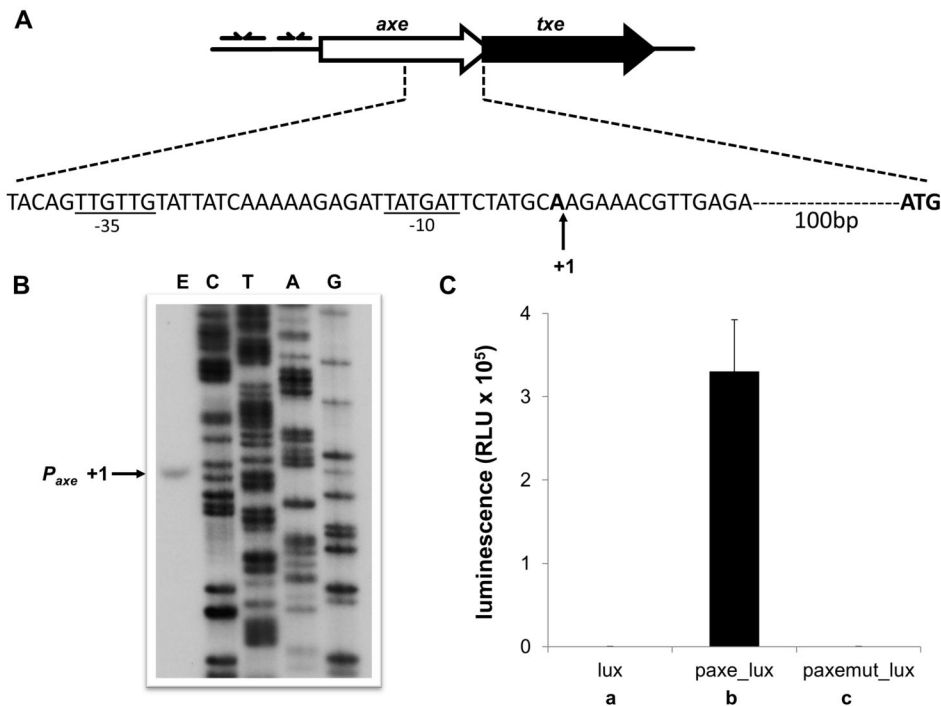 A
axe
txe
TACAGTTGTTGTATTATCAAAAAGAGATTATGATTCTATGCAAGAAACGTTGAGA---------------ATG
-35
-10
100bp
+1
B
E C T A G
Paxe +1
C
luminescence (RLU x 10⁵)
4
3
2
1
0
lux paxe_lux paxemut_lux
a b c